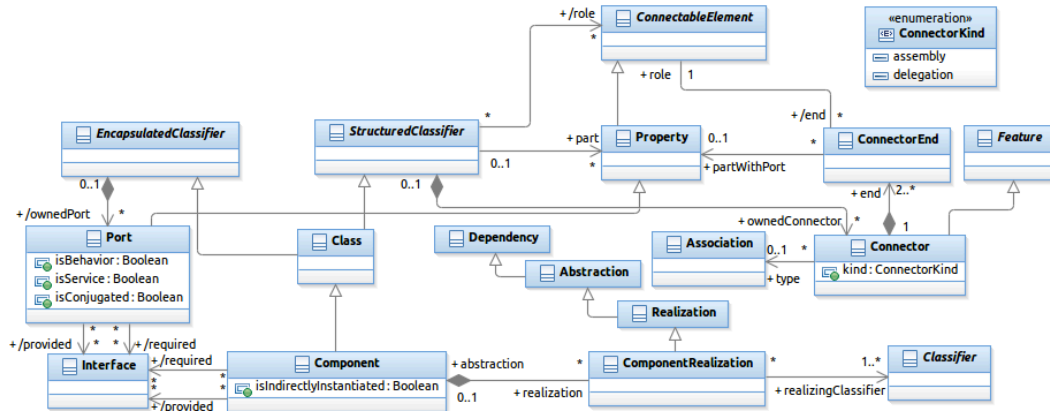 +/role
*
ConnectableElement
«enumeration»
ConnectorKind
assembly
delegation
+ role
1
+/end
*
EncapsulatedClassifier
StructuredClassifier
*
+ part
*
Property
0..1
*
ConnectorEnd
Feature
0..1
0..1
0..1
+ partWithPort
+ end
2..*
+/ownedPort
*
+ ownedConnector
*
1
Port
isBehavior : Boolean
isService : Boolean
isConjugated : Boolean
Class
Dependency
Association
0..1
*
+ type
Connector
kind : ConnectorKind
Abstraction
Realization
*
*
*
*
+/provided
+/required
+/required
Interface
*
*
*
*
+/provided
Component
isIndirectlyInstantiated : Boolean
+ abstraction
0..1
*
+ realization
ComponentRealization
*
1..*
+ realizingClassifier
Classifier